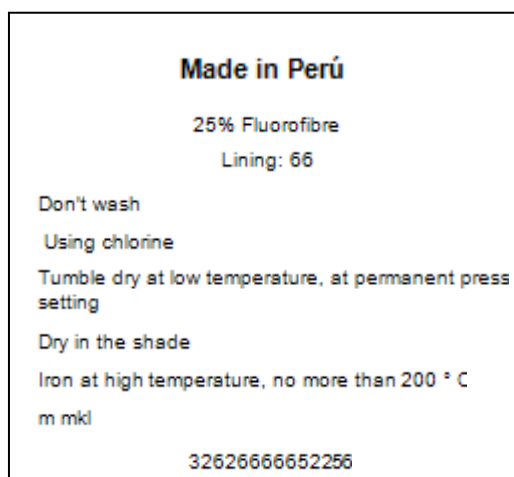 Made in Perú
25% Fluorofibre
Lining: 66
Don't wash
Using chlorine
Tumble dry at low temperature, at permanent press
setting
Dry in the shade
Iron at high temperature, no more than 200 ° C
m mkl
32626666652256